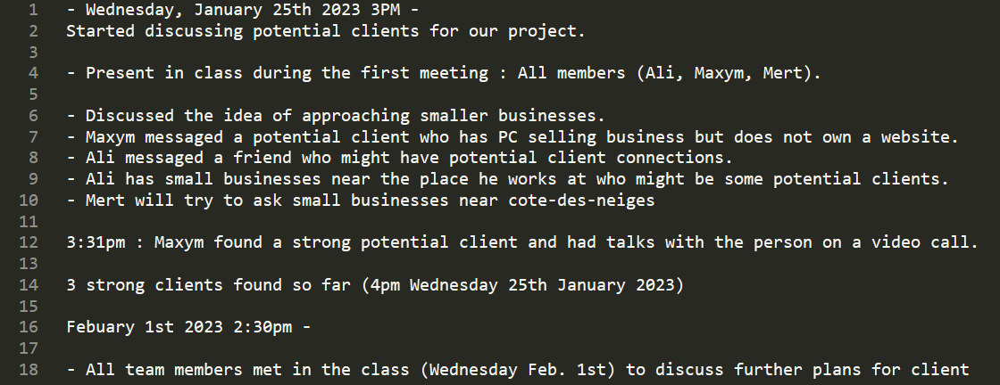 1 - Wednesday, January 25th 2023 3PM -
2 Started discussing potential clients for our project.
3
4 - Present in class during the first meeting : All members (Ali, Maxym, Mert).
5
6 - Discussed the idea of approaching smaller businesses.
7 - Maxym messaged a potential client who has PC selling business but does not own a website.
8 - Ali messaged a friend who might have potential client connections.
9 - Ali has small businesses near the place he works at who might be some potential clients.
10 - Mert will try to ask small businesses near cote-des-neiges
11
12 3:31pm : Maxym found a strong potential client and had talks with the person on a video call.
13
14 3 strong clients found so far (4pm Wednesday 25th January 2023)
15
16 Febuary 1st 2023 2:30pm -
17
18 - All team members met in the class (Wednesday Feb. 1st) to discuss further plans for client